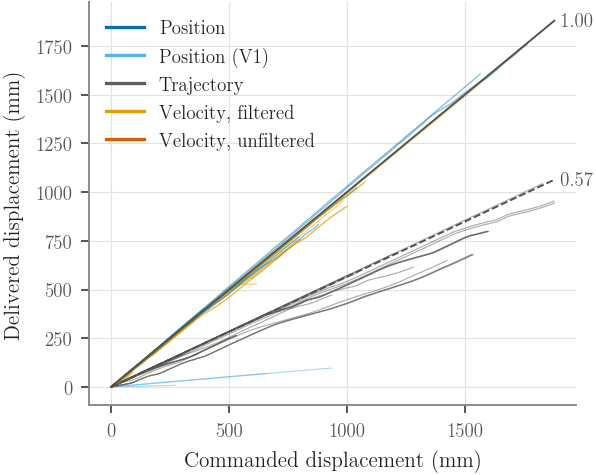 Position
Position (V1)
Trajectory
Velocity, filtered
Velocity, unfiltered
1.00
0.57
1750
1500
1250
1000
750
500
250
0
Delivered displacement (mm)
0
500
1000
1500
Commanded displacement (mm)